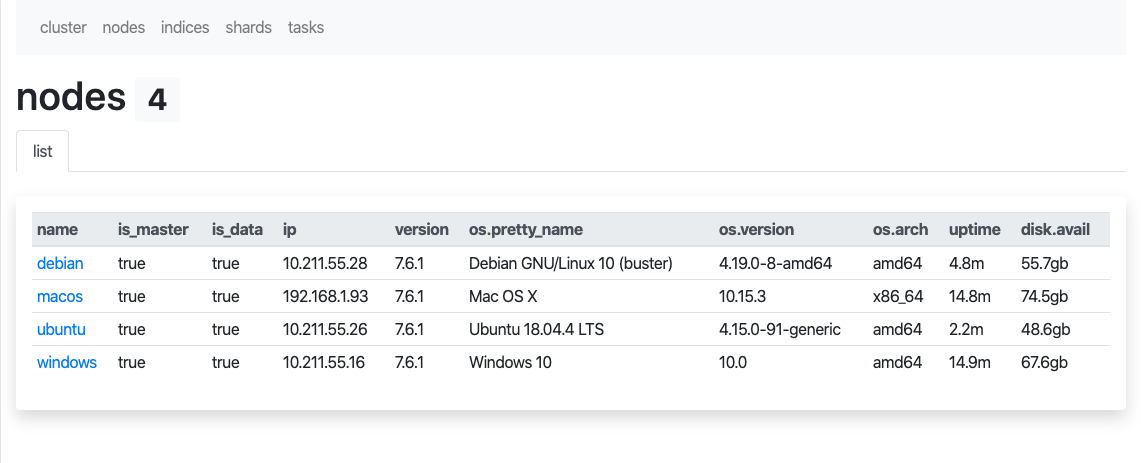 cluster nodes indices shards tasks
nodes 4
list
name is_master is_data ip version os.pretty_name os.version os.arch uptime disk.avail
debian true true 10.211.55.28 7.6.1 Debian GNU/Linux 10 (buster) 4.19.0-8-amd64 amd64 4.8m 55.7gb
macos true true 192.168.1.93 7.6.1 Mac OS X 10.15.3 x86_64 14.8m 74.5gb
ubuntu true true 10.211.55.26 7.6.1 Ubuntu 18.04.4 LTS 4.15.0-91-generic amd64 2.2m 48.6gb
windows true true 10.211.55.16 7.6.1 Windows 10 10.0 amd64 14.9m 67.6gb